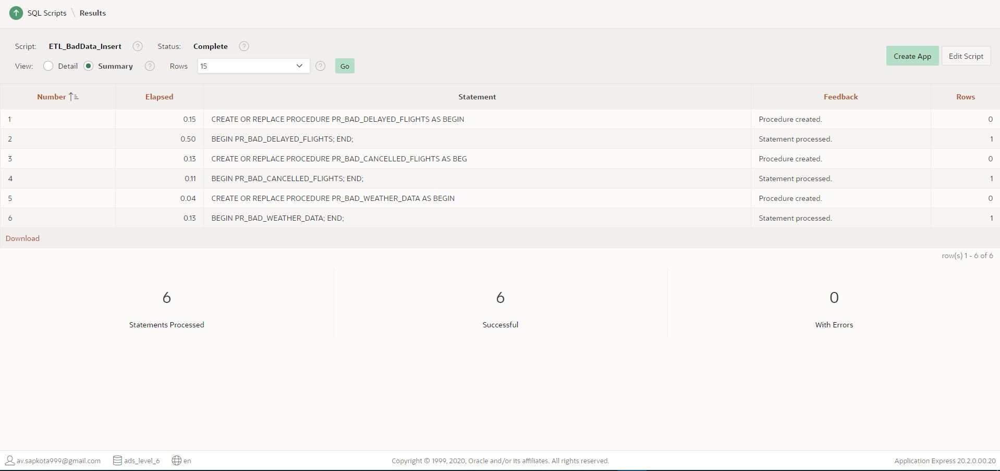 SQL Scripts \ Results
Script: ETL_BadData_Insert ? Status: Complete ?
View: Detail Summary ? Rows 15 ? Go
Create App Edit Script
Number Elapsed Statement Feedback Rows
1 0.15 CREATE OR REPLACE PROCEDURE PR_BAD_DELAYED_FLIGHTS AS BEGIN Procedure created. 0
2 0.50 BEGIN PR_BAD_DELAYED_FLIGHTS; END; Statement processed. 1
3 0.13 CREATE OR REPLACE PROCEDURE PR_BAD_CANCELLED_FLIGHTS AS BEG Procedure created. 0
4 0.11 BEGIN PR_BAD_CANCELLED_FLIGHTS; END; Statement processed. 1
5 0.04 CREATE OR REPLACE PROCEDURE PR_BAD_WEATHER_DATA AS BEGIN Procedure created. 0
6 0.13 BEGIN PR_BAD_WEATHER_DATA; END; Statement processed. 1
Download
row(s) 1 - 6 of 6
6 6 0
Statements Processed Successful With Errors
av.sapkota999@gmail.com ads_level_6 en Copyright © 1999, 2020, Oracle and/or its affiliates. All rights reserved. Application Express 20.2.0.00.20